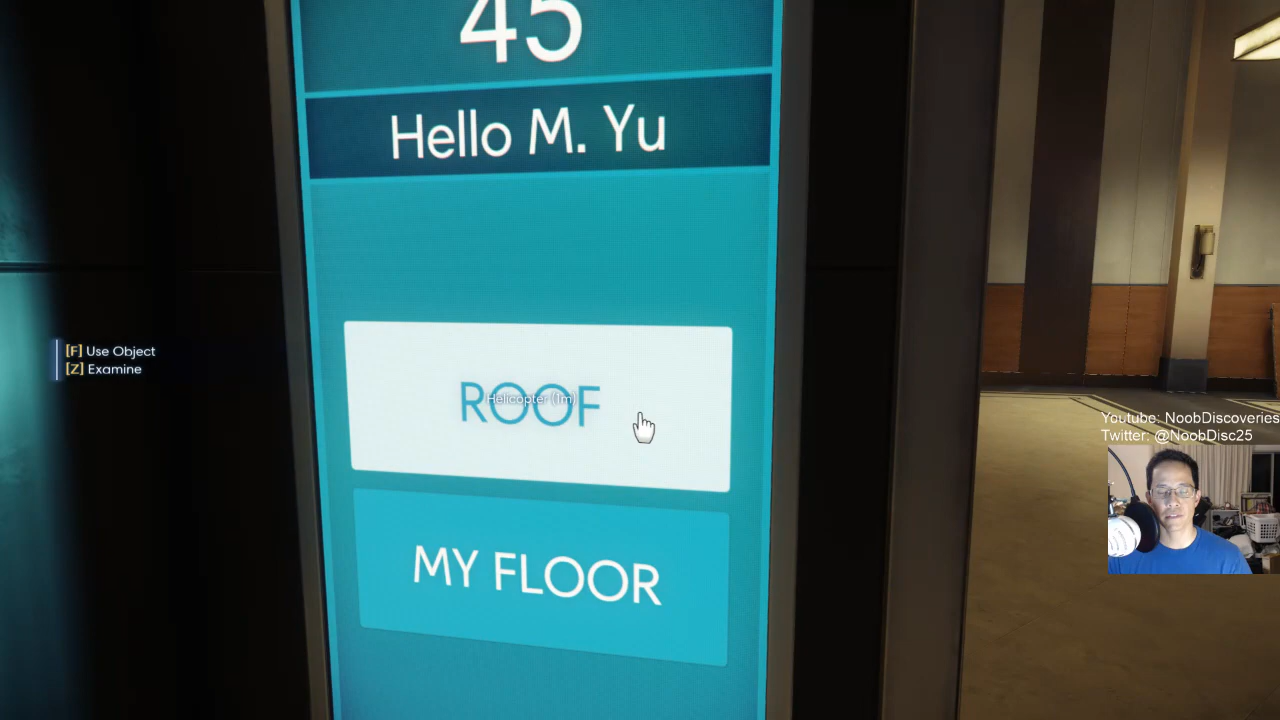 45
Hello M. Yu
[F] Use Object
[Z] Examine
ROOF
Helicopter (1m)
MY FLOOR
Youtube: NoobDiscoveries
Twitter: @NoobDisc25